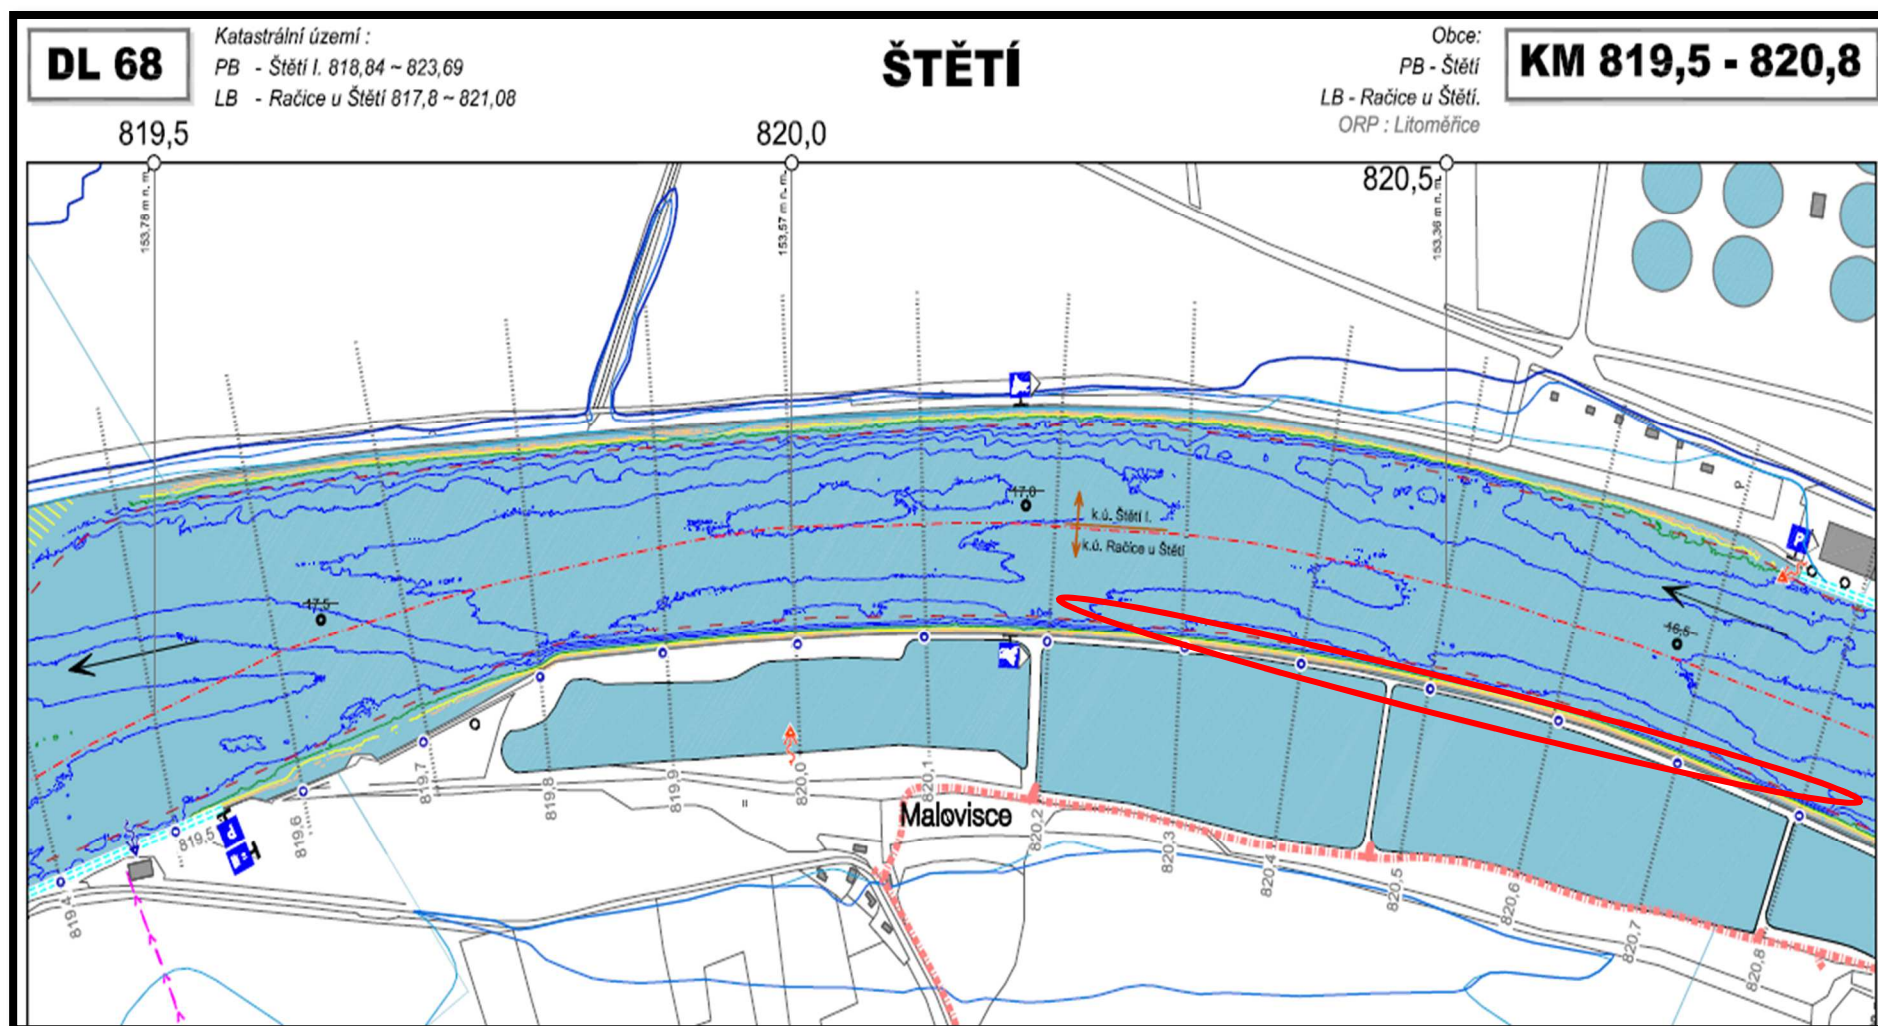 DL 68
Katastrální území :
PB - Štětí I. 818,84 ~ 823,69
LB - Račice u Štětí 817,8 ~ 821,08
ŠTĚTÍ
Obce:
PB - Štětí
LB - Račice u Štětí.
ORP : Litoměřice
KM 819,5 - 820,8
819,5
820,0
820,5
153,78 m n. m.
153,57 m n. m.
153,36 m n. m.
17,0
k.ú. Štětí I.
k.ú. Račice u Štětí
17,5
16,5
P
P
Malovisce
819,4
819,5
819,6
819,7
819,8
819,9
820,0
820,1
820,2
820,3
820,4
820,5
820,6
820,7
820,8